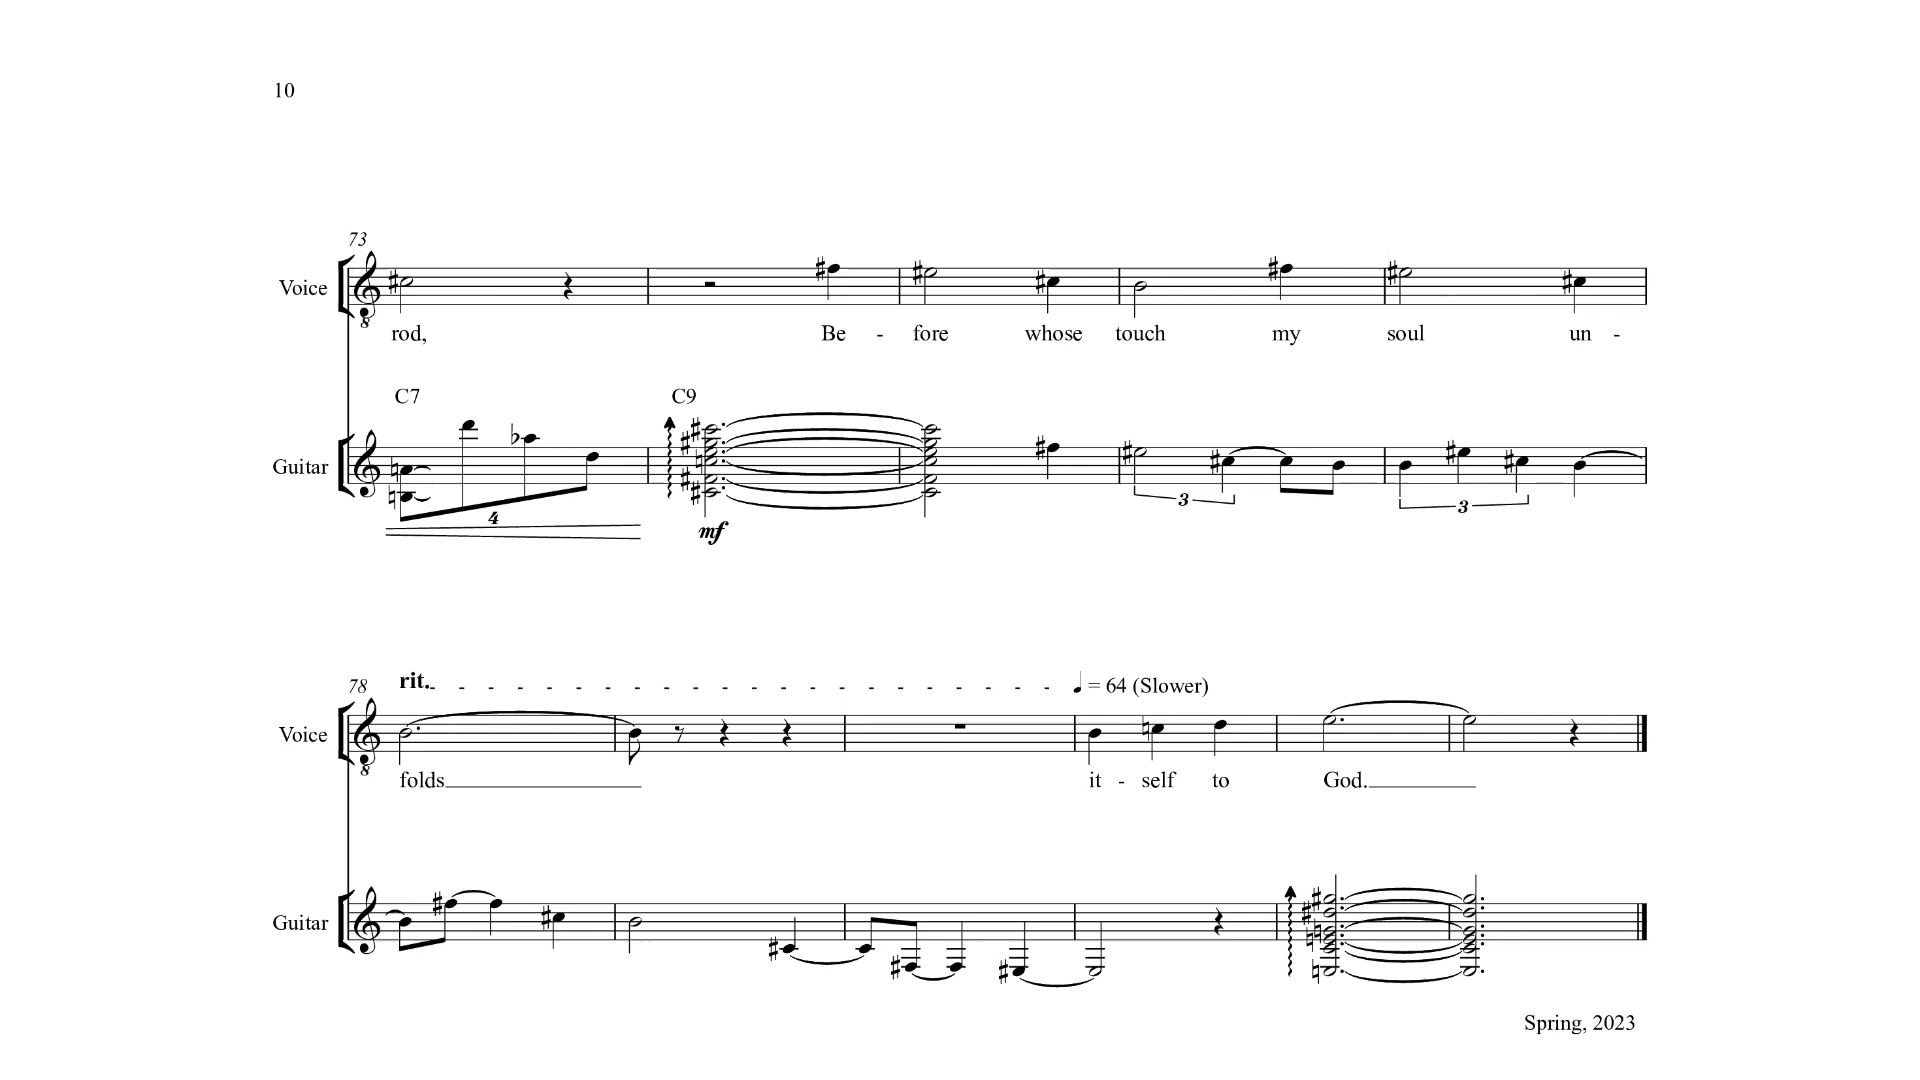 10
73
Voice
rod, Be - fore whose touch my soul un -
C7 C9
Guitar
4 3 3
mf
78 rit. - - - - - - - - - - - - - - - - - - - - - - ♩ = 64 (Slower)
Voice
folds it - self to God.
Guitar
Spring, 2023